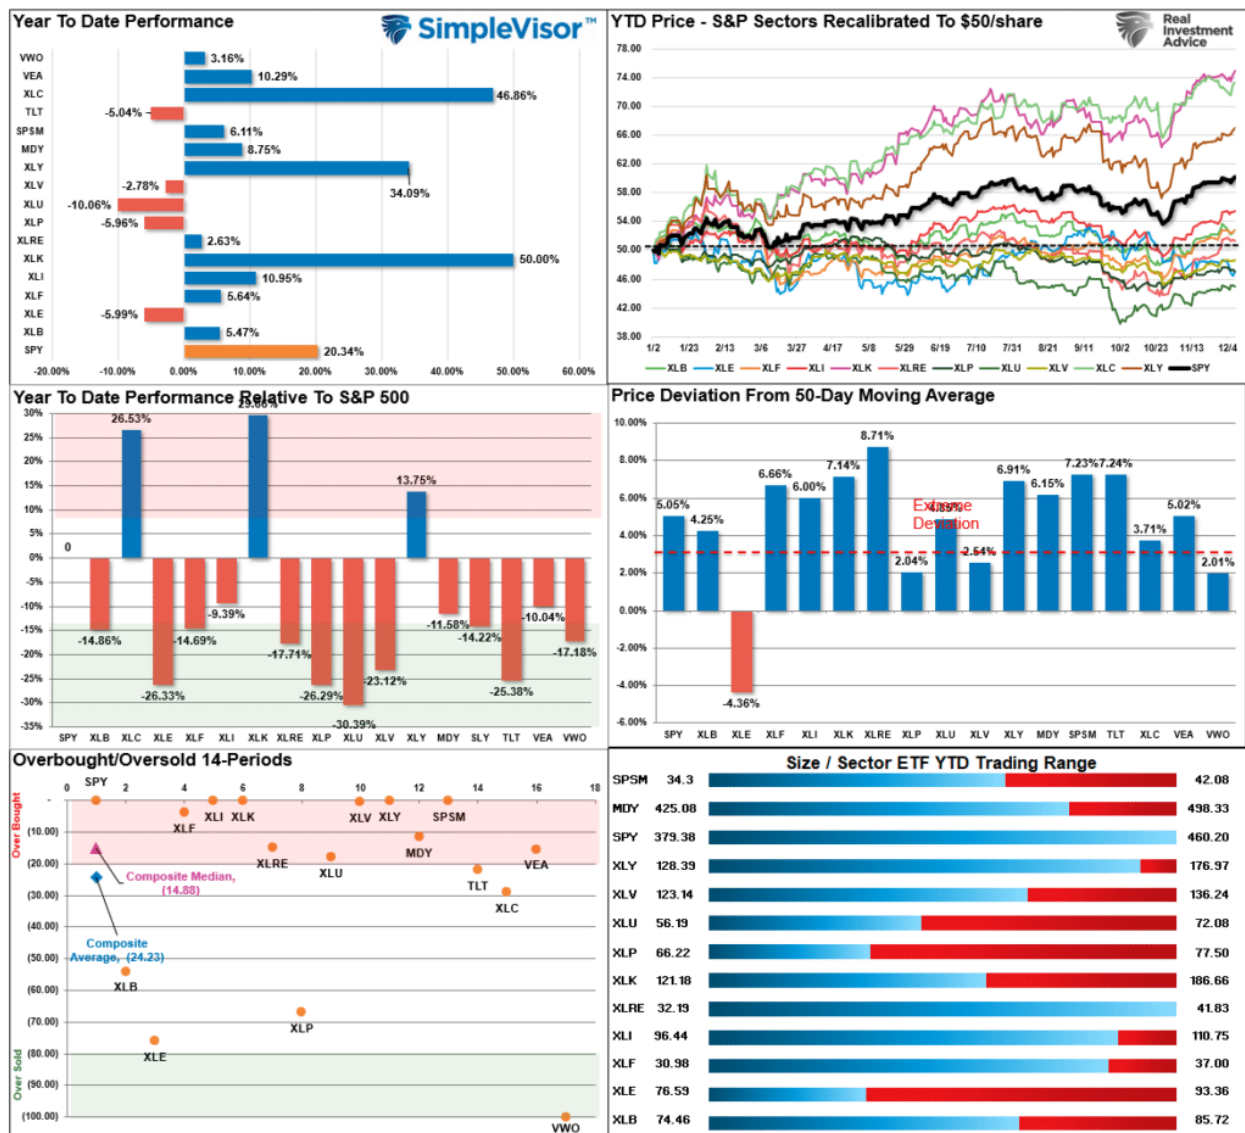 Year To Date Performance
SimpleVisor™
VWO 3.16%
VEA 10.29%
XLC 46.86%
TLT -5.04%
SPSM 6.11%
MDY 8.75%
XLY 34.09%
XLV -2.78%
XLU -10.06%
XLP -5.96%
XLRE 2.63%
XLK 50.00%
XLI 10.95%
XLF 5.64%
XLE -5.99%
XLB 5.47%
SPY 20.34%
-20.00% -10.00% 0.00% 10.00% 20.00% 30.00% 40.00% 50.00% 60.00%
YTD Price - S&P Sectors Recalibrated To $50/share
Real
Investment
Advice
78.00
74.00
70.00
66.00
62.00
58.00
54.00
50.00
46.00
42.00
38.00
1/2 1/23 2/13 3/6 3/27 4/17 5/8 5/29 6/19 7/10 7/31 8/21 9/11 10/2 10/23 11/13 12/4
XLB XLE XLF XLI XLK XLRE XLP XLU XLV XLC XLY SPY
Year To Date Performance Relative To S&P 500
30%
25%
20%
15%
10%
5%
0%
-5%
-10%
-15%
-20%
-25%
-30%
-35%
0 -14.86% 26.53% -26.33% -14.69% -9.39% 29.66% -17.71% -26.29% -30.39% -23.12% 13.75% -11.58% -14.22% -25.38% -10.04% -17.18%
SPY XLB XLC XLE XLF XLI XLK XLRE XLP XLU XLV XLY MDY SLY TLT VEA VWO
Price Deviation From 50-Day Moving Average
10.00%
8.00%
6.00%
4.00%
2.00%
0.00%
-2.00%
-4.00%
-6.00%
5.05% 4.25% -4.36% 6.66% 6.00% 7.14% 8.71% 2.04% 4.85% 2.54% 6.91% 6.15% 7.23% 7.24% 3.71% 5.02% 2.01%
Extreme
Deviation
SPY XLB XLE XLF XLI XLK XLRE XLP XLU XLV XLY MDY SPSM TLT XLC VEA VWO
Overbought/Oversold 14-Periods
SPY
- 2 4 6 8 10 12 14 16 18
(10.00)
(20.00)
(30.00)
(40.00)
(50.00)
(60.00)
(70.00)
(80.00)
(90.00)
(100.00)
Over Bought
Over Sold
XLF XLI XLK XLV XLY SPSM
XLRE XLU MDY VEA
TLT XLC
Composite Median,
(14.88)
Composite
Average, (24.23)
XLB
XLP
XLE
VWO
Size / Sector ETF YTD Trading Range
SPSM 34.3 42.08
MDY 425.08 498.33
SPY 379.38 460.20
XLY 128.39 176.97
XLV 123.14 136.24
XLU 56.19 72.08
XLP 66.22 77.50
XLK 121.18 186.66
XLRE 32.19 41.83
XLI 96.44 110.75
XLF 30.98 37.00
XLE 76.59 93.36
XLB 74.46 85.72